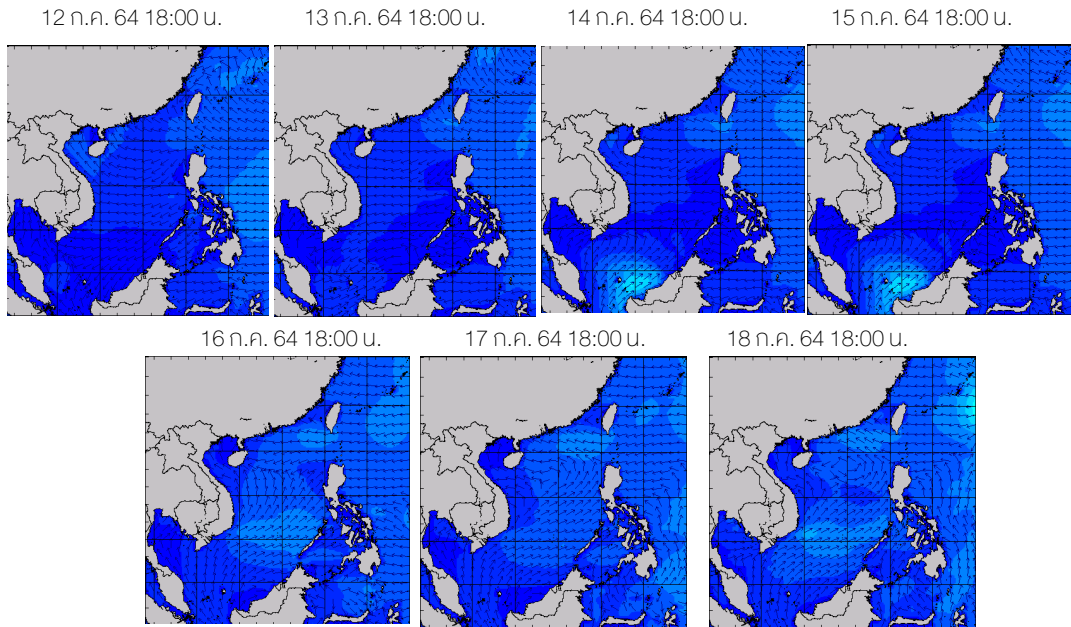 12 ก.ค. 64 18:00 น.
13 ก.ค. 64 18:00 น.
14 ก.ค. 64 18:00 น.
15 ก.ค. 64 18:00 น.
16 ก.ค. 64 18:00 น.
17 ก.ค. 64 18:00 น.
18 ก.ค. 64 18:00 น.